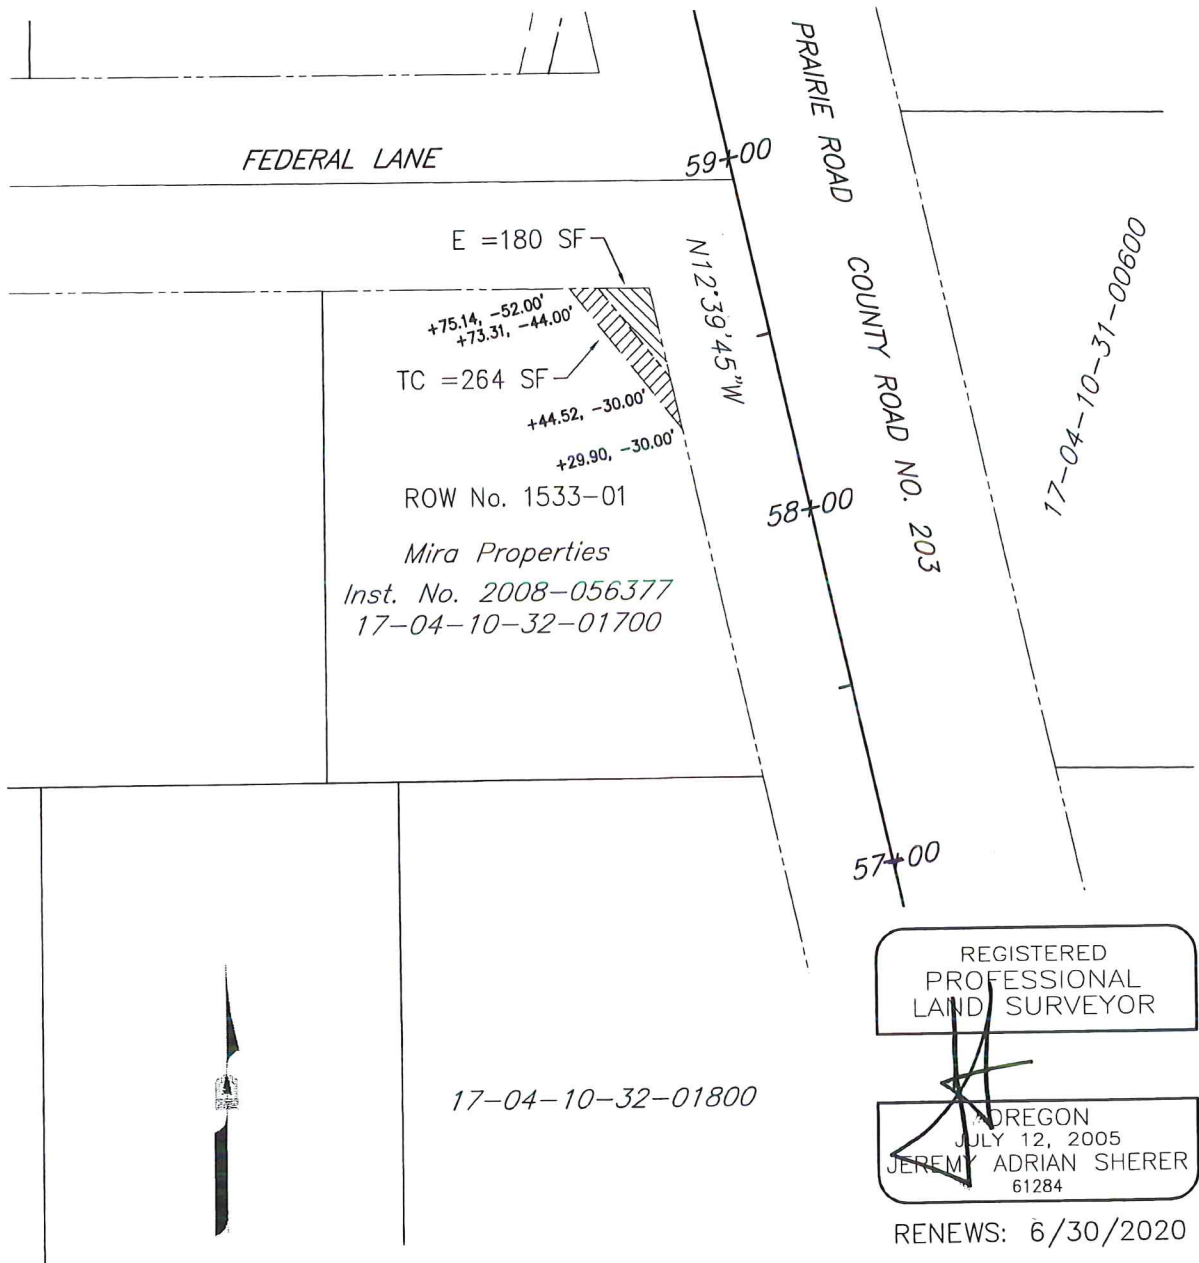 PRAIRIE ROAD COUNTY ROAD NO. 203
FEDERAL LANE
59+00
E =180 SF
N12°39'45"W
17-04-10-31-00600
+75.14, -52.00'
+73.31, -44.00'
TC =264 SF
+44.52, -30.00'
+29.90, -30.00'
ROW No. 1533-01
58+00
Mira Properties
Inst. No. 2008-056377
17-04-10-32-01700
57+00
REGISTERED
PROFESSIONAL
LAND SURVEYOR
17-04-10-32-01800
OREGON
JULY 12, 2005
JEREMY ADRIAN SHERER
61284
RENEWS: 6/30/2020